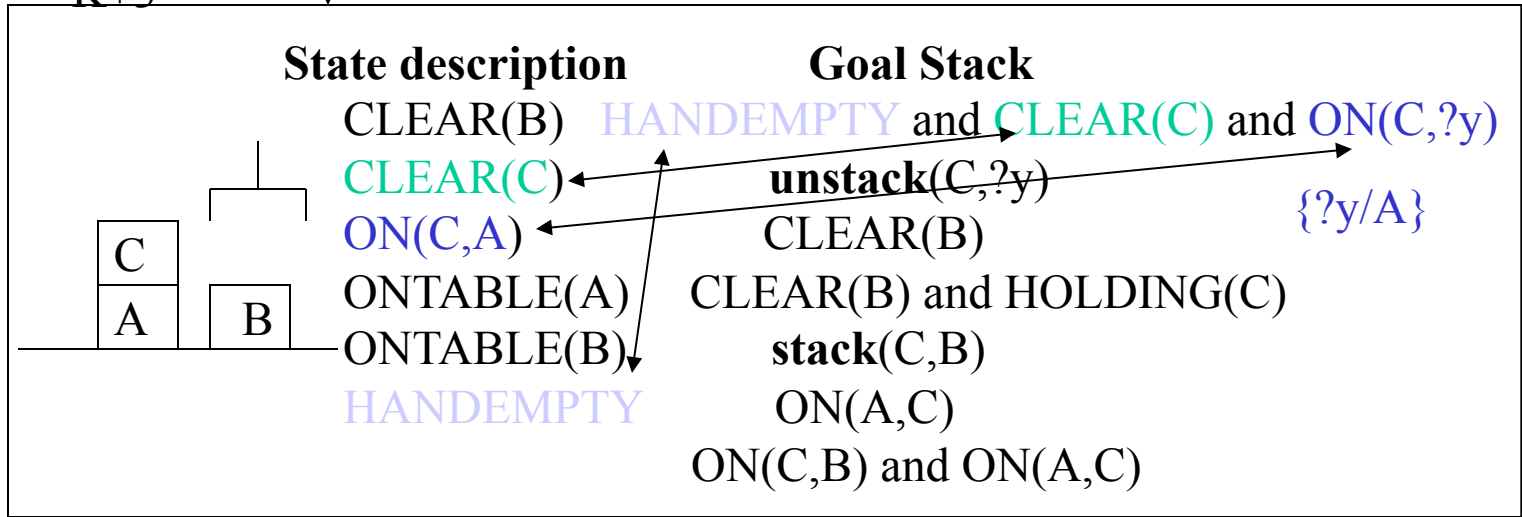 State description Goal Stack
CLEAR(B) HANDEMPTY and CLEAR(C) and ON(C,?y)
CLEAR(C) unstack(C,?y)
{?y/A}
ON(C,A) CLEAR(B)
C
ONTABLE(A) CLEAR(B) and HOLDING(C)
A B
ONTABLE(B) stack(C,B)
HANDEMPTY ON(A,C)
ON(C,B) and ON(A,C)